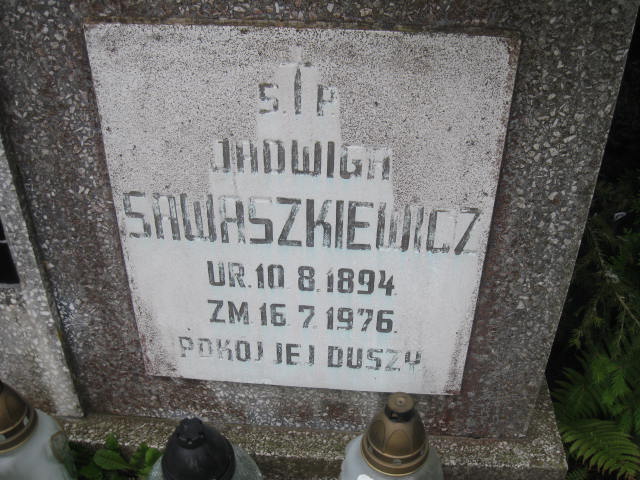 Ś † P
JADWIGA
SAWASZKIEWICZ
UR. 10. 8. 1894.
ZM. 16. 7. 1976.
POKÓJ JEJ DUSZY